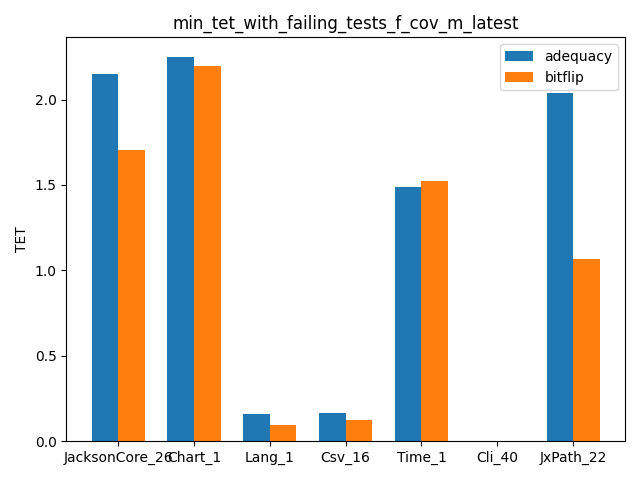 min_tet_with_failing_tests_f_cov_m_latest
adequacy
bitflip
TET
2.0
1.5
1.0
0.5
0.0
JacksonCore_26
Chart_1
Lang_1
Csv_16
Time_1
Cli_40
JxPath_22